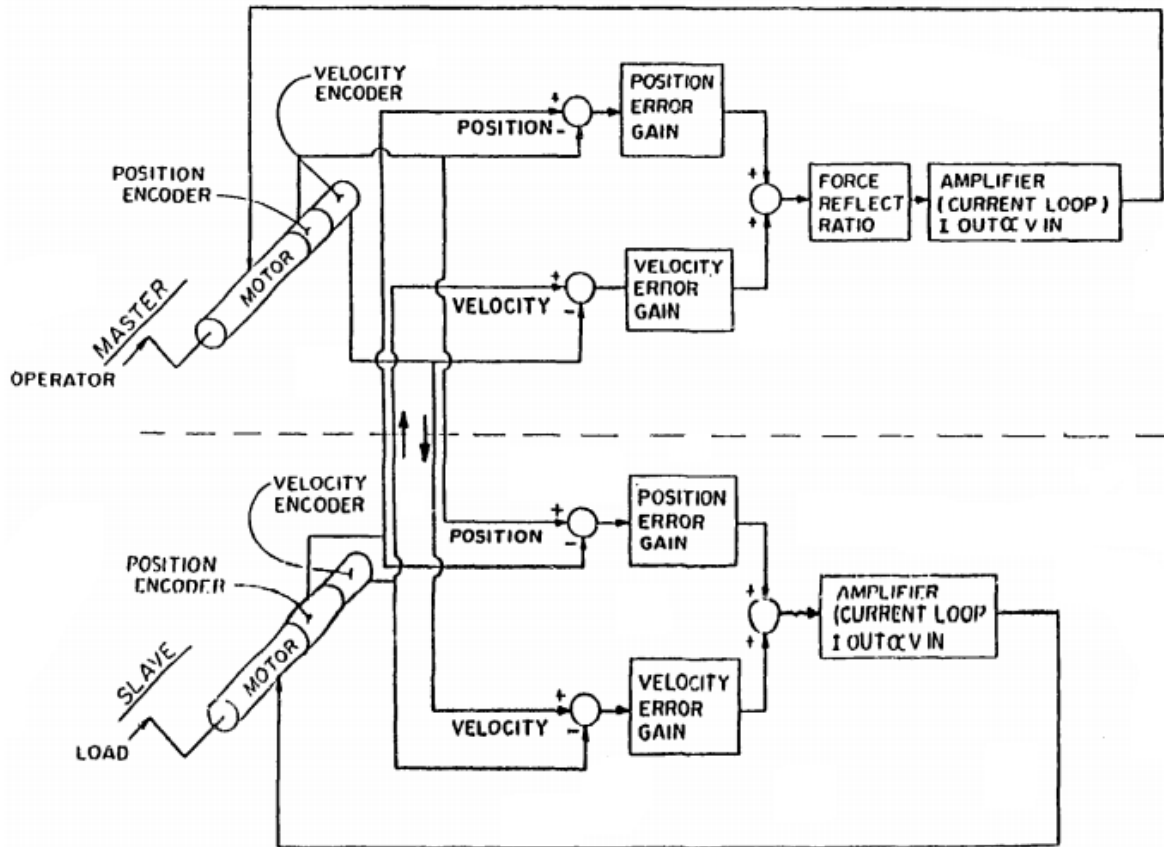 VELOCITY
ENCODER
POSITION
ENCODER
MOTOR
MASTER
OPERATOR
+
POSITION
-
POSITION
ERROR
GAIN
+
VELOCITY
-
VELOCITY
ERROR
GAIN
+
+
FORCE
REFLECT
RATIO
AMPLIFIER
(CURRENT LOOP)
I OUT∝V IN
VELOCITY
ENCODER
POSITION
ENCODER
MOTOR
SLAVE
LOAD
+
POSITION
-
POSITION
ERROR
GAIN
+
VELOCITY
-
VELOCITY
ERROR
GAIN
+
+
AMPLIFIER
(CURRENT LOOP
I OUT∝V IN